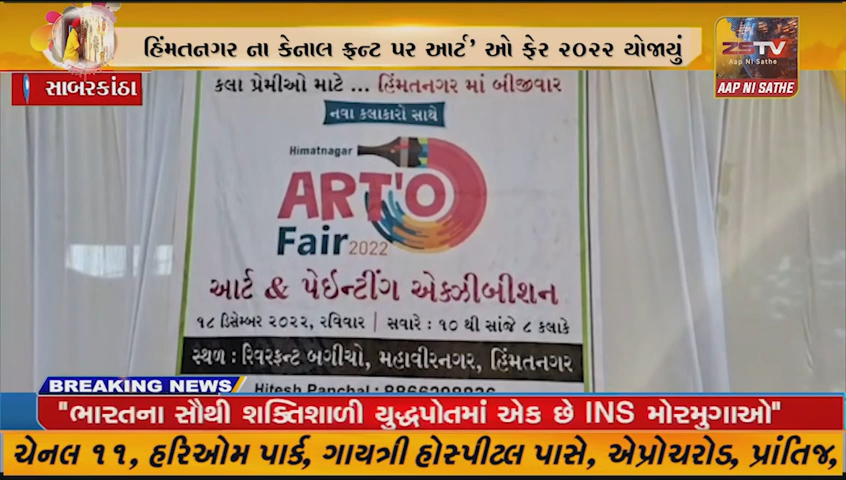 હિંમતનગર ના કેનાલ ફ્રન્ટ પર આર્ટ' ઓ ફેર ૨૦૨૨ યોજાયું
ZSTV
Aap Ni Sathe
AAP NI SATHE
સાબરકાંઠા
કલા પ્રેમીઓ માટે ... હિંમતનગર માં બીજીવાર
નવા કલાકારો સાથે
Himatnagar
ART'O
Fair 2022
આર્ટ & પેઇન્ટીંગ એક્ઝીબીશન
૧૮ ડિસેમ્બર ૨૦૨૨, રવિવાર | સવારે : ૧૦ થી સાંજે ૮ કલાકે
સ્થળ : રિવરફ્રન્ટ બગીચો, મહાવીરનગર, હિંમતનગર
Hitesh Panchal :
BREAKING NEWS
"ભારતના સૌથી શક્તિશાળી યુદ્ધપોતમાં એક છે INS મોરમુગાઓ"
ચેનલ ૧૧, હરિઓમ પાર્ક, ગાયત્રી હોસ્પીટલ પાસે, એપ્રોચરોડ, પ્રાંતિજ,